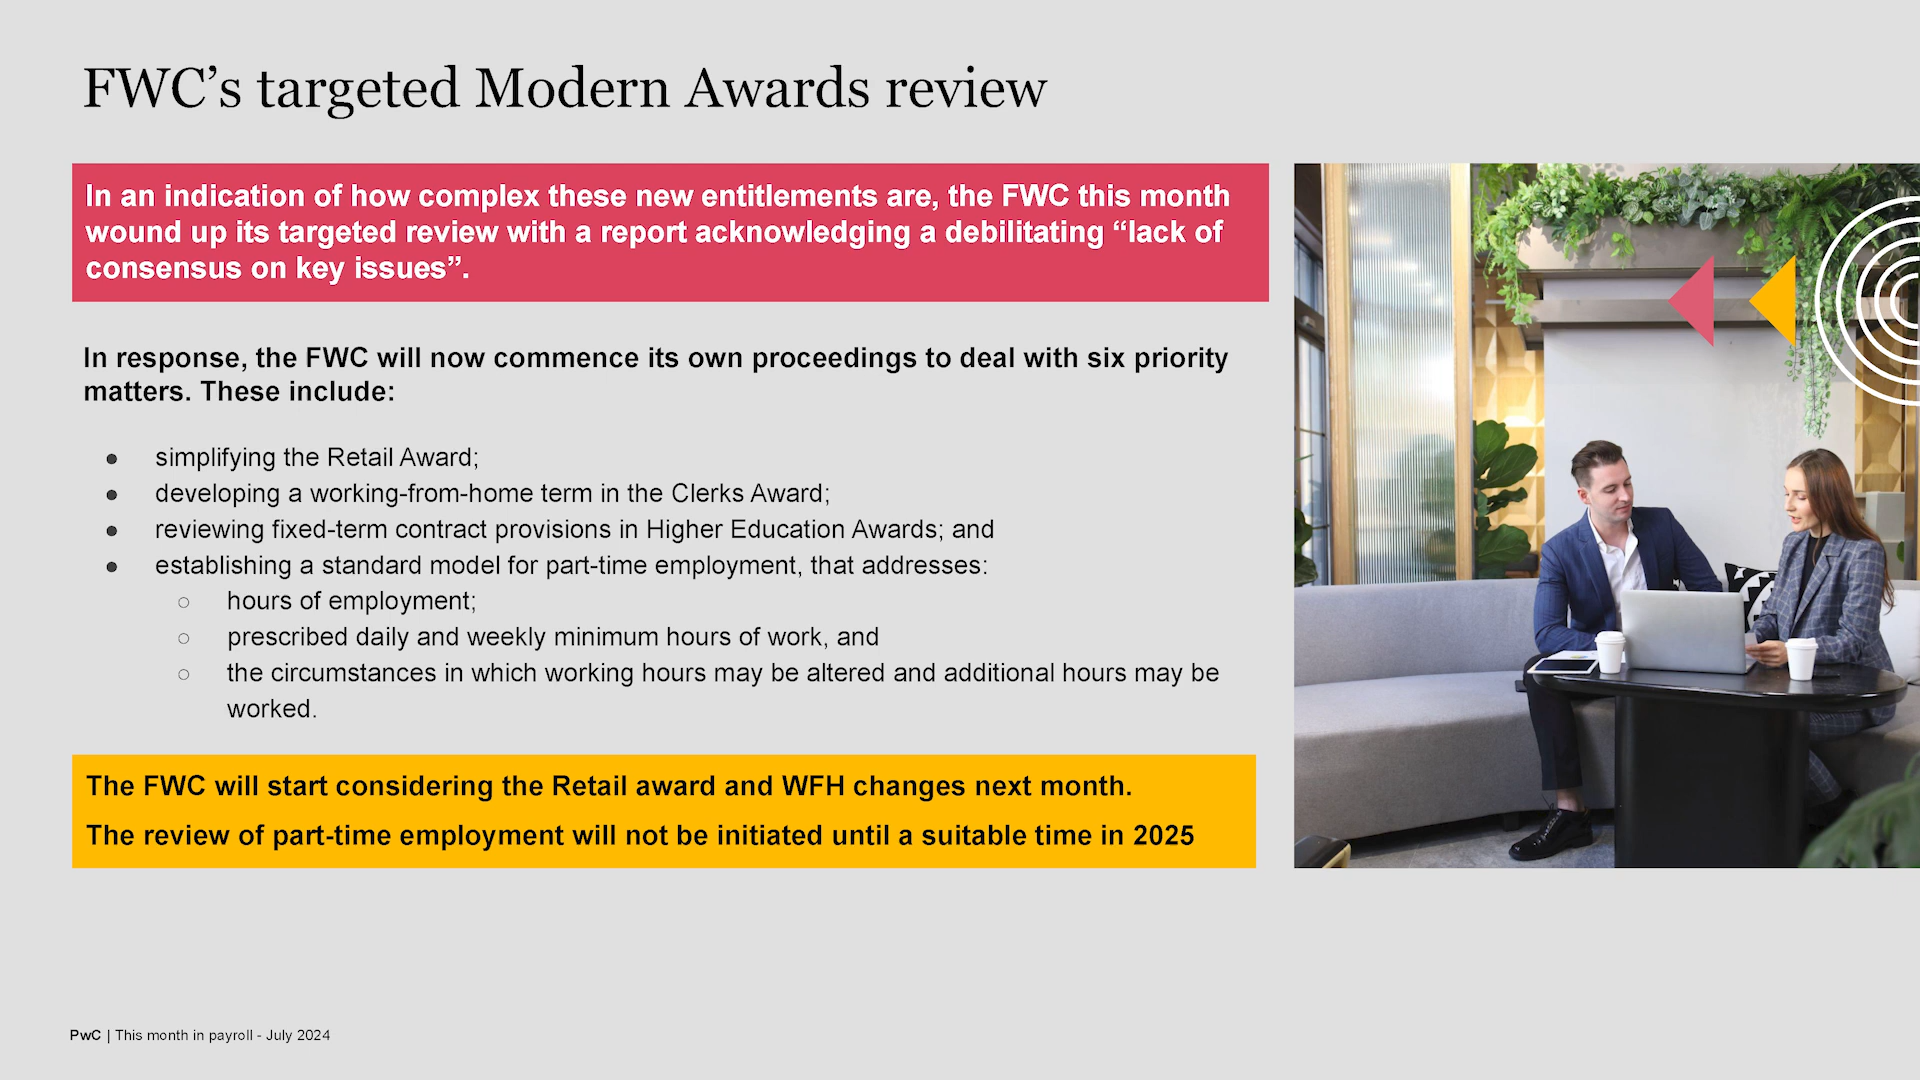 FWC’s targeted Modern Awards review
In an indication of how complex these new entitlements are, the FWC this month
wound up its targeted review with a report acknowledging a debilitating “lack of
consensus on key issues”.
In response, the FWC will now commence its own proceedings to deal with six priority
matters. These include:
● simplifying the Retail Award;
● developing a working-from-home term in the Clerks Award;
● reviewing fixed-term contract provisions in Higher Education Awards; and
● establishing a standard model for part-time employment, that addresses:
○ hours of employment;
○ prescribed daily and weekly minimum hours of work, and
○ the circumstances in which working hours may be altered and additional hours may be
worked.
The FWC will start considering the Retail award and WFH changes next month.
The review of part-time employment will not be initiated until a suitable time in 2025
PwC | This month in payroll - July 2024